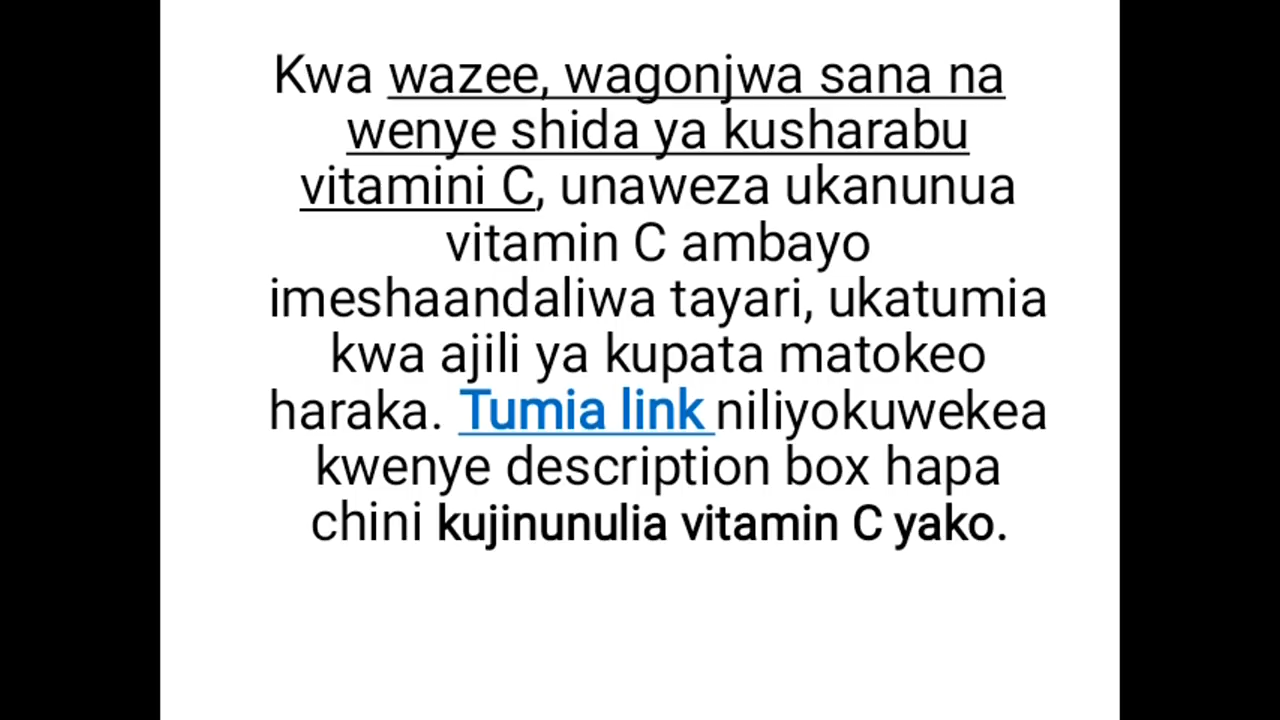 Kwa wazee, wagonjwa sana na
wenye shida ya kusharabu
vitamini C, unaweza ukanunua
vitamin C ambayo
imeshaandaliwa tayari, ukatumia
kwa ajili ya kupata matokeo
haraka. Tumia link niliyokuwekea
kwenye description box hapa
chini kujinunulia vitamin C yako.